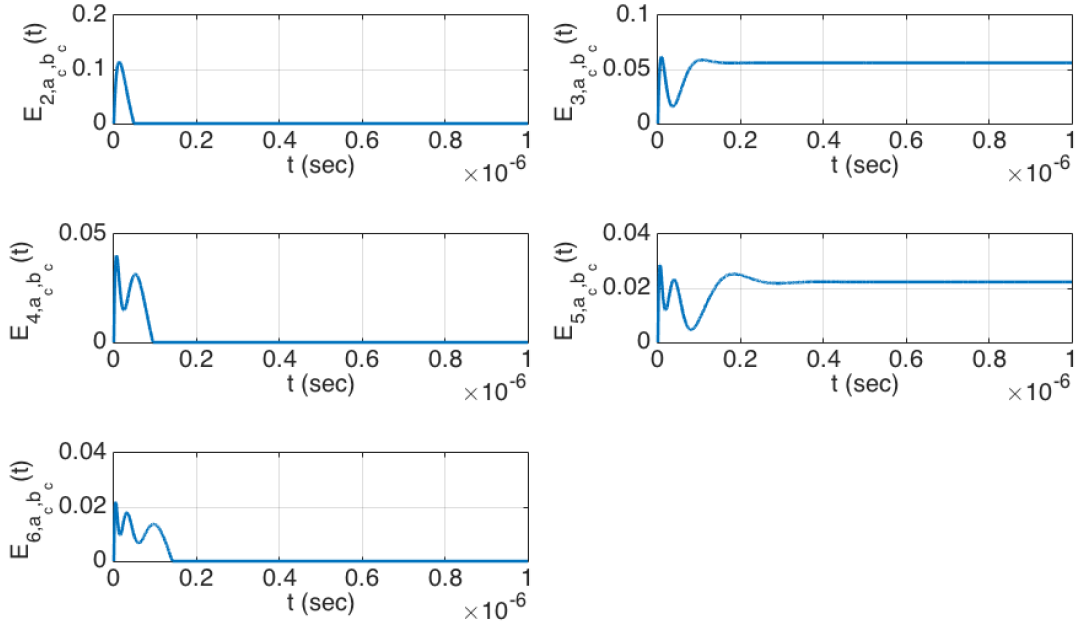 E2,ac,bc(t)
0.2
0.1
0
0 0.2 0.4 0.6 0.8 1
t (sec)
×10-6
E3,ac,bc(t)
0.1
0.05
0
0 0.2 0.4 0.6 0.8 1
t (sec)
×10-6
E4,ac,bc(t)
0.05
0
0 0.2 0.4 0.6 0.8 1
t (sec)
×10-6
E5,ac,bc(t)
0.04
0.02
0
0 0.2 0.4 0.6 0.8 1
t (sec)
×10-6
E6,ac,bc(t)
0.04
0.02
0
0 0.2 0.4 0.6 0.8 1
t (sec)
×10-6